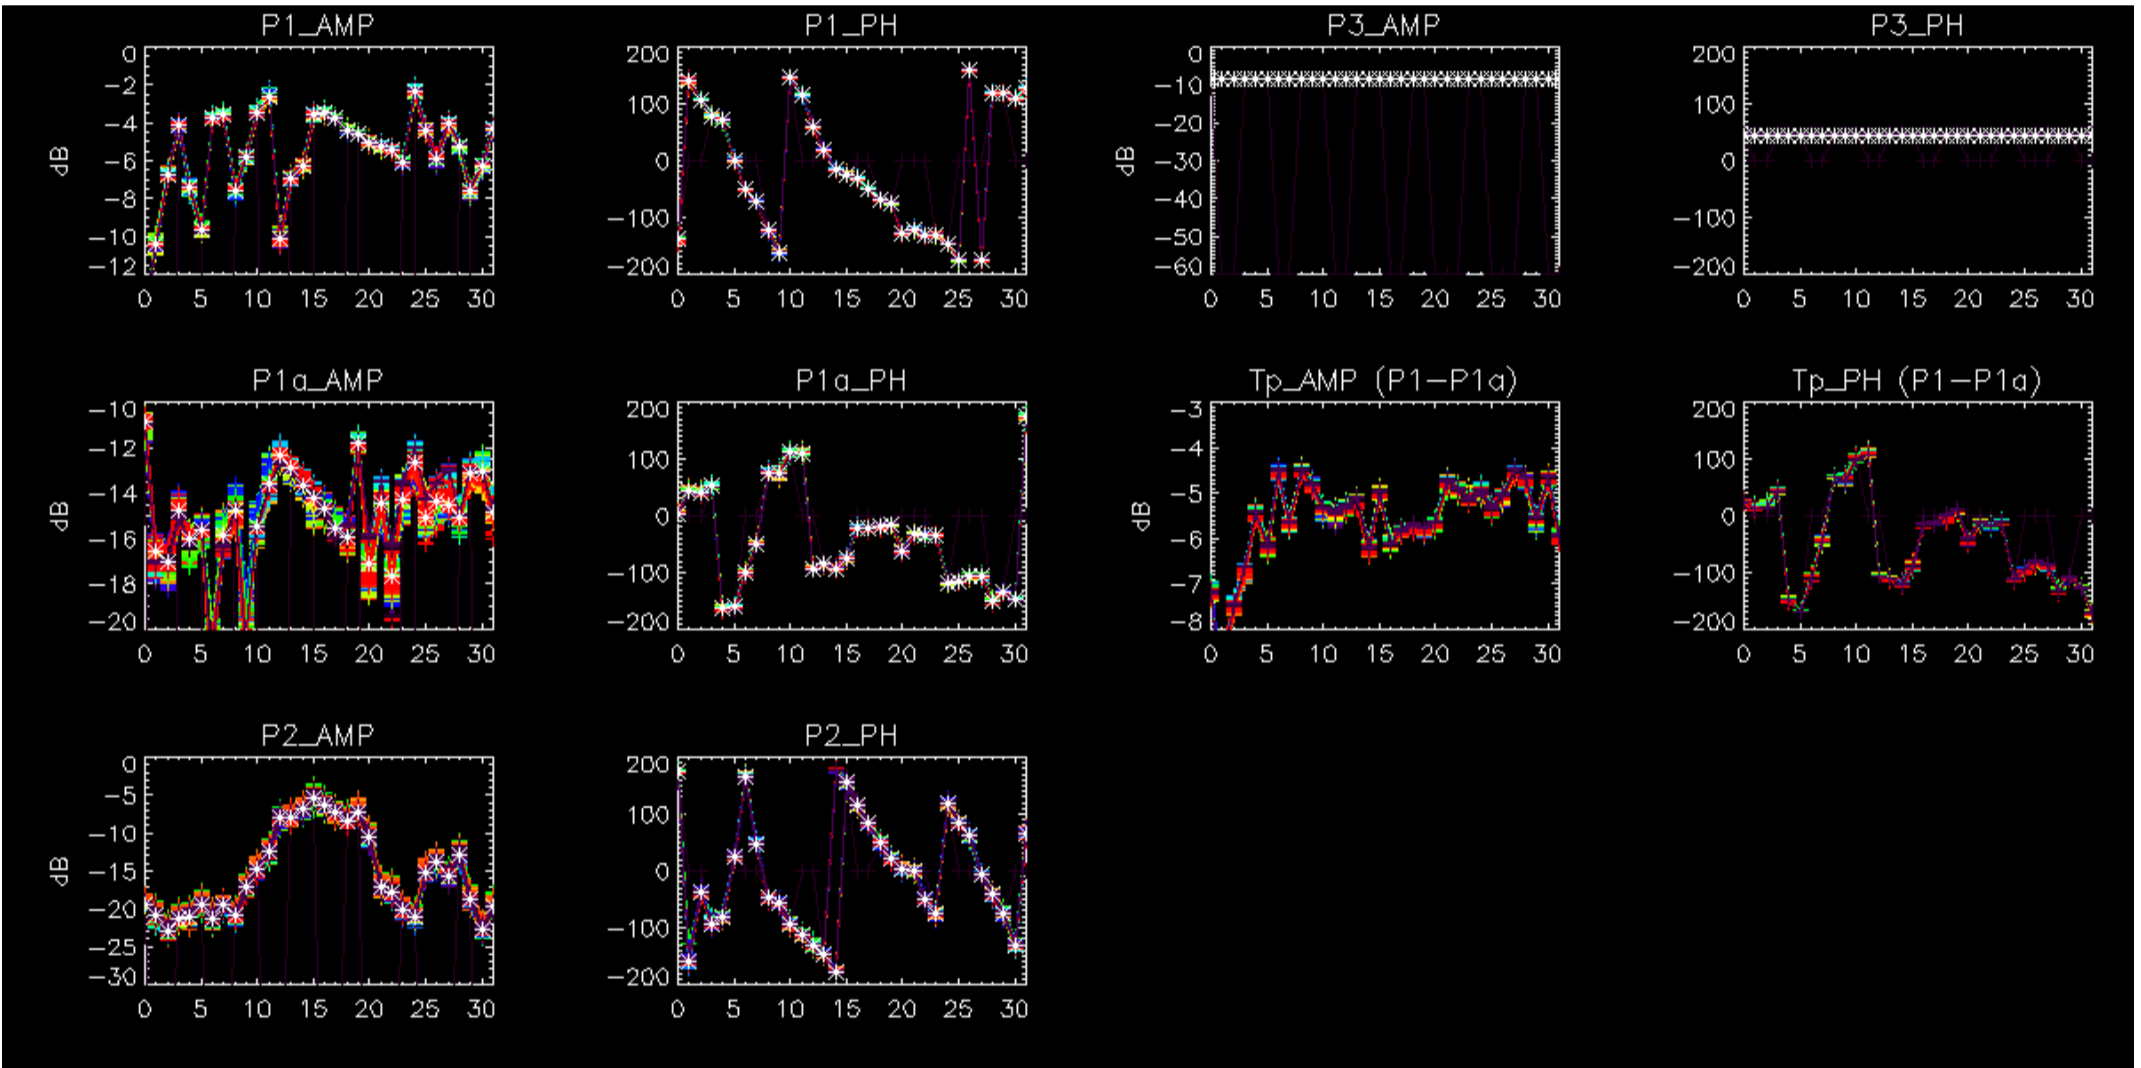 P1_AMP
P1_PH
P3_AMP
P3_PH
0
−2
−4
−6
−8
−10
−12
dB
0 5 10 15 20 25 30
200
100
0
−100
−200
0 5 10 15 20 25 30
0
−10
−20
−30
−40
−50
−60
dB
0 5 10 15 20 25 30
200
100
0
−100
−200
0 5 10 15 20 25 30
P1a_AMP
P1a_PH
Tp_AMP (P1−P1a)
Tp_PH (P1−P1a)
−10
−12
−14
−16
−18
−20
dB
0 5 10 15 20 25 30
200
100
0
−100
−200
0 5 10 15 20 25 30
−3
−4
−5
−6
−7
−8
dB
0 5 10 15 20 25 30
200
100
0
−100
−200
0 5 10 15 20 25 30
P2_AMP
P2_PH
0
−5
−10
−15
−20
−25
−30
dB
0 5 10 15 20 25 30
200
100
0
−100
−200
0 5 10 15 20 25 30